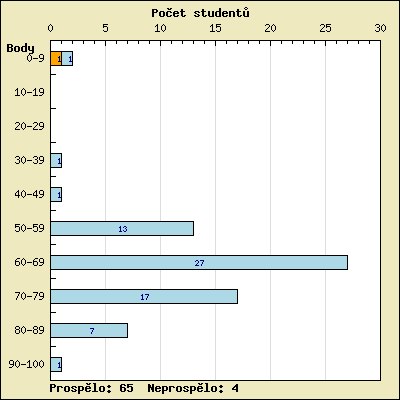 Počet studentů
0 5 10 15 20 25 30
Body
0-9 1 1
10-19
20-29
30-39 1
40-49 1
50-59 13
60-69 27
70-79 17
80-89 7
90-100 1
Prospělo: 65 Neprospělo: 4